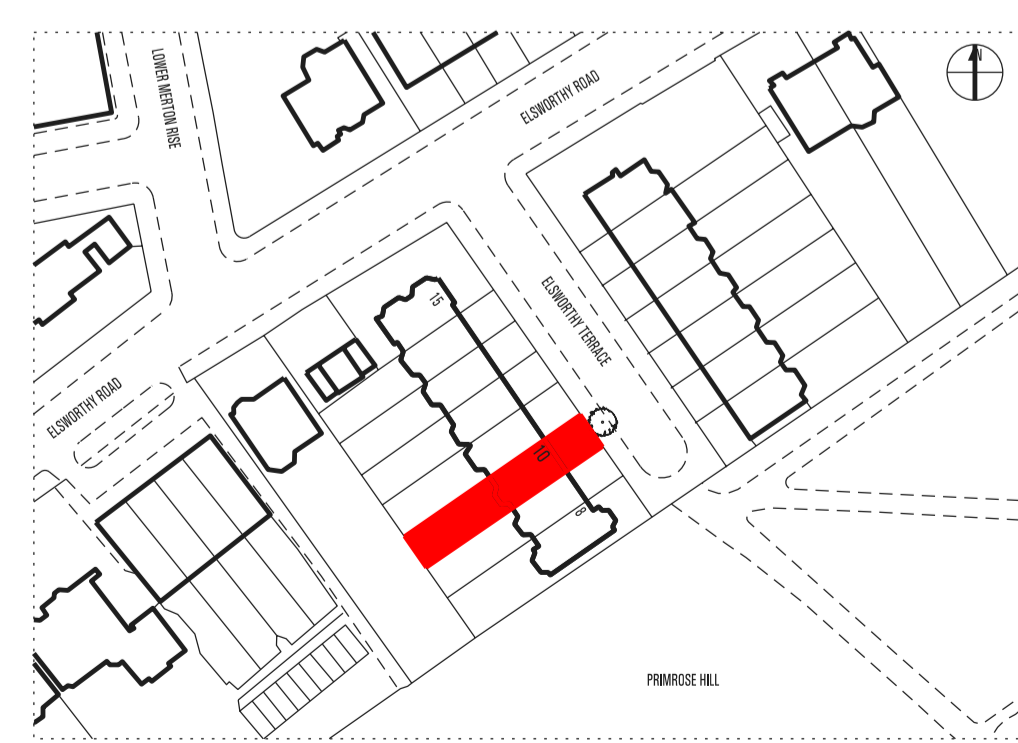 LOWER MERTON RISE
ELSWORTHY ROAD
N
ELSWORTHY TERRACE
15
ELSWORTHY ROAD
10
8
PRIMROSE HILL